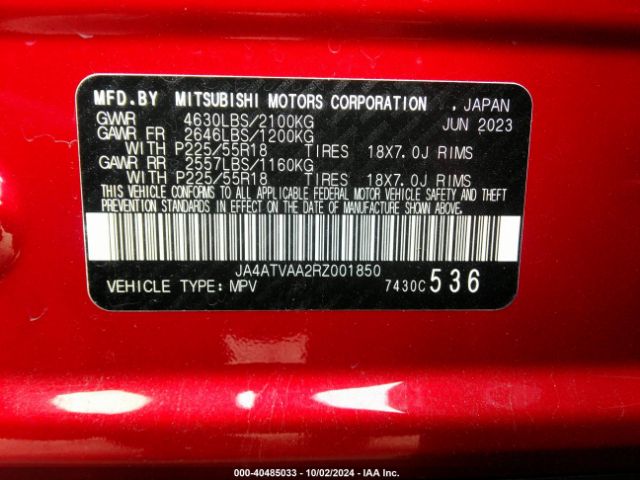 MFD.BY MITSUBISHI MOTORS CORPORATION . JAPAN
GVWR 4630LBS/2100KG JUN 2023
GAWR FR 2646LBS/1200KG
WITH P225/55R18 TIRES 18X7.0J RIMS
GAWR RR 2557LBS/1160KG
WITH P225/55R18 TIRES 18X7.0J RIMS
THIS VEHICLE CONFORMS TO ALL APPLICABLE FEDERAL MOTOR VEHICLE SAFETY AND THEFT
PREVENTION STANDARDS IN EFFECT ON THE DATE OF MANUFACTURE SHOWN ABOVE.
JA4ATVAA2RZ001850
VEHICLE TYPE: MPV 7430C 536
000-40485033 - 10/02/2024 - IAA Inc.